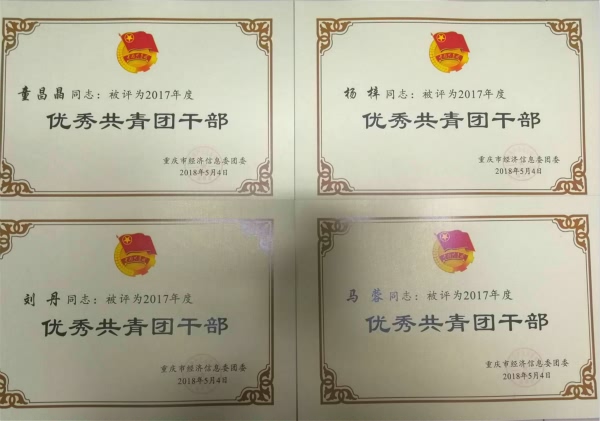 童昌晶同志：被评为2017年度
优秀共青团干部
重庆市经济信息委团委
2018年5月4日
杨 梓同志：被评为2017年度
优秀共青团干部
重庆市经济信息委团委
2018年5月4日
刘 丹同志：被评为2017年度
优秀共青团干部
重庆市经济信息委团委
2018年5月4日
马 蓉同志：被评为2017年度
优秀共青团干部
重庆市经济信息委团委
2018年5月4日